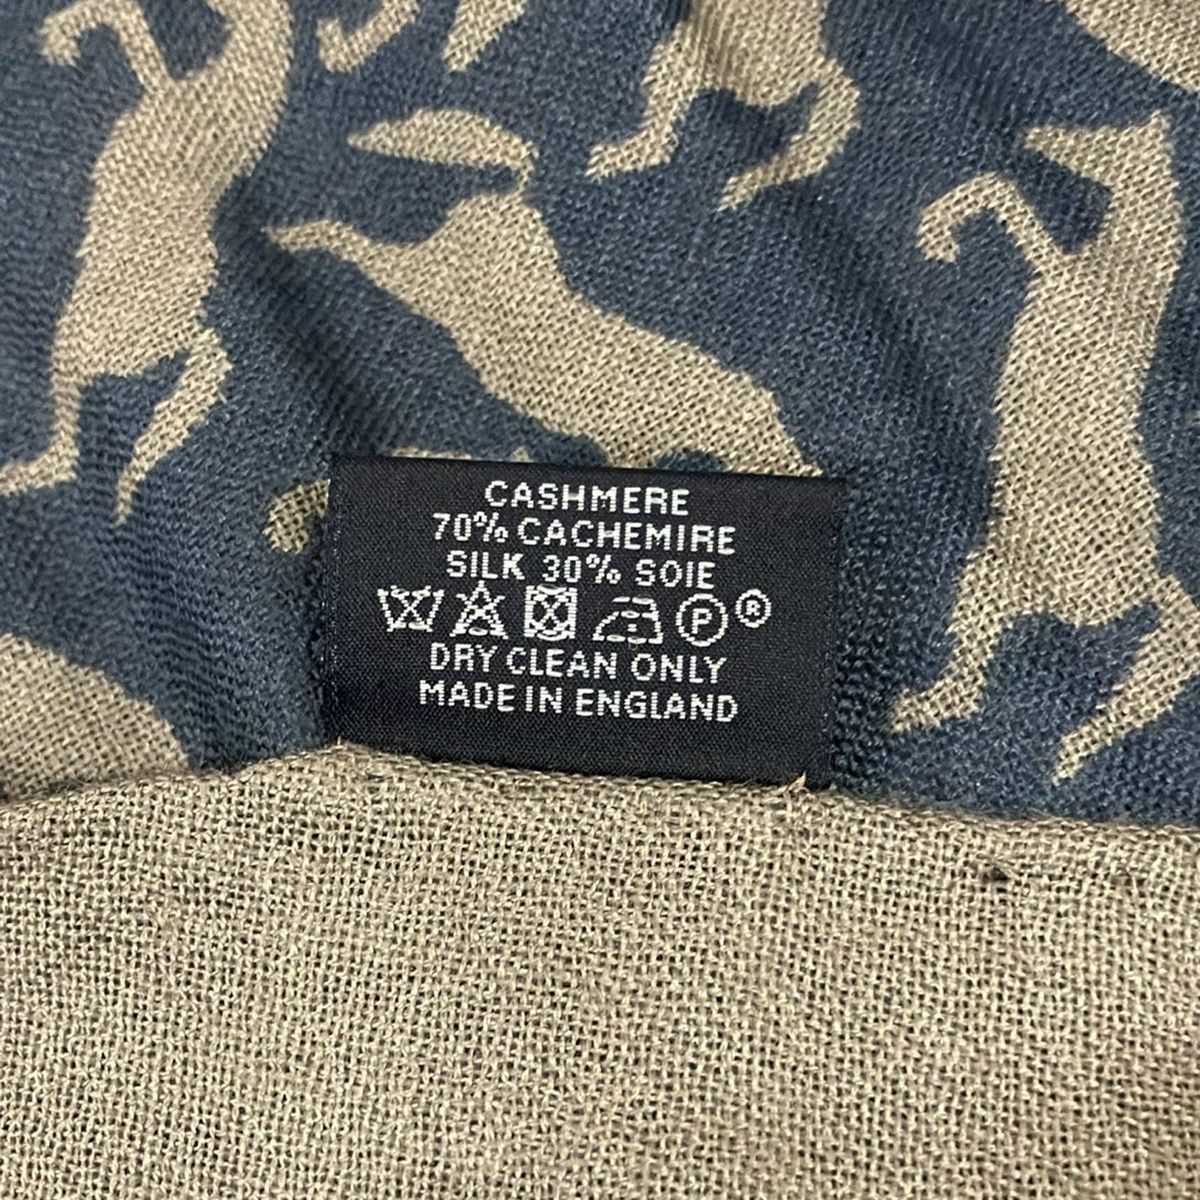 CASHMERE
70% CACHEMIRE
SILK 30% SOIE
P ®
DRY CLEAN ONLY
MADE IN ENGLAND